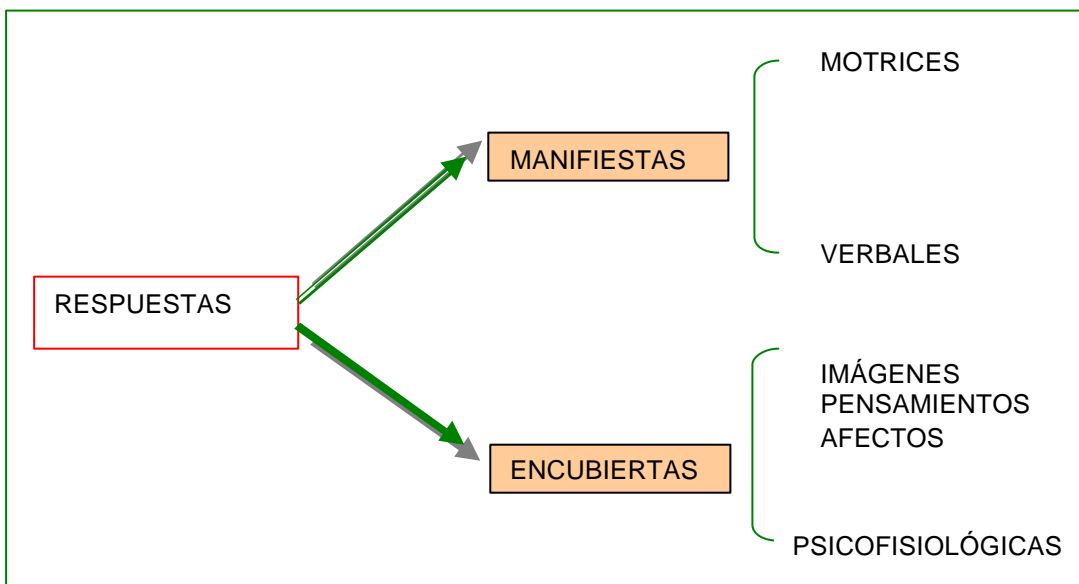 MOTRICES
MANIFIESTAS
VERBALES
RESPUESTAS
IMÁGENES
PENSAMIENTOS
AFECTOS
ENCUBIERTAS
PSICOFISIOLÓGICAS